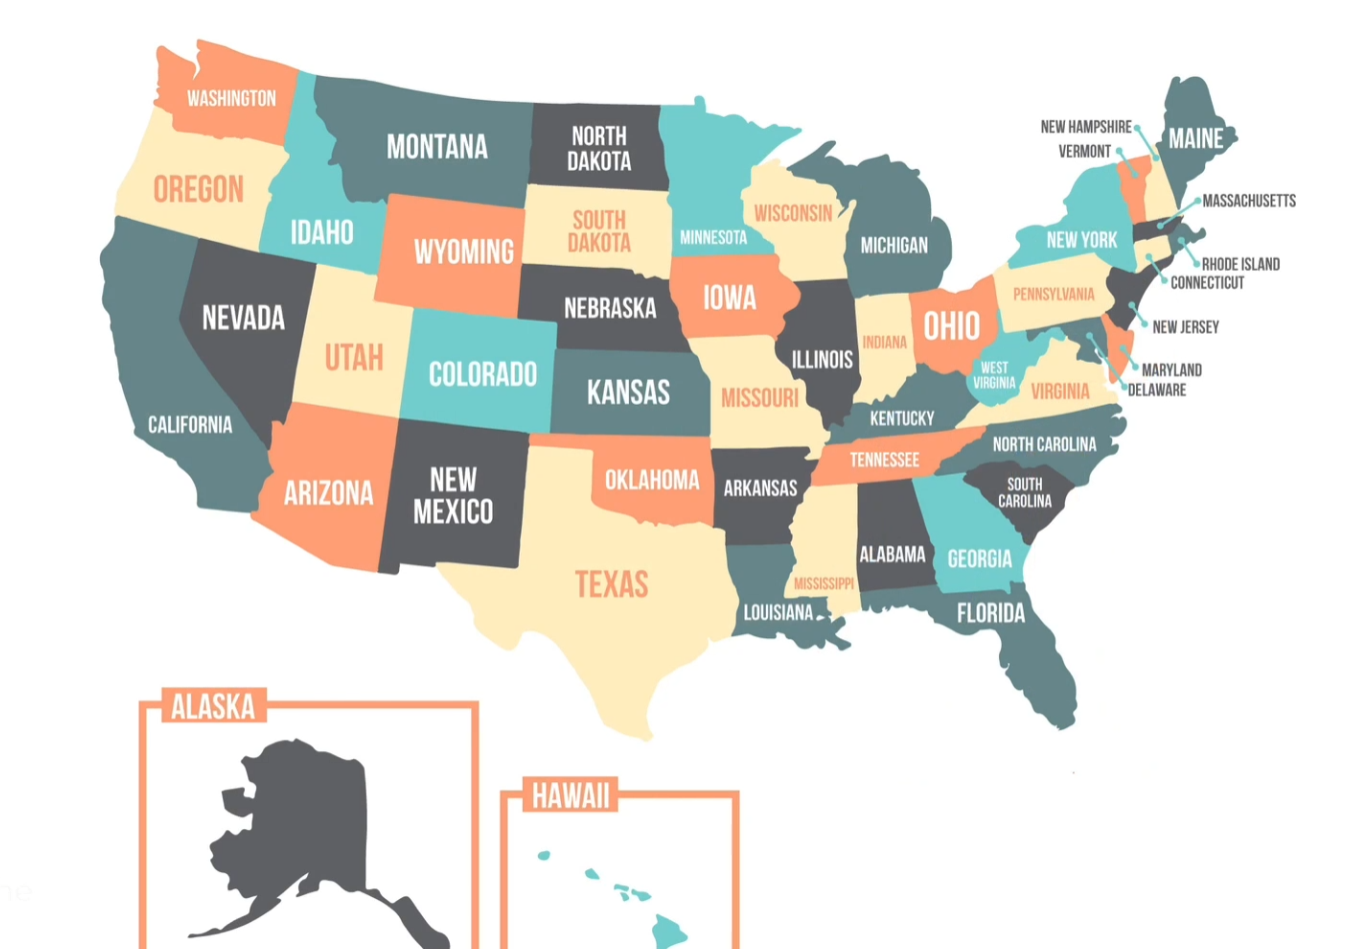 WASHINGTON
MONTANA
NORTH
DAKOTA
NEW HAMPSHIRE
VERMONT
MAINE
OREGON
IDAHO
WYOMING
SOUTH
DAKOTA
MINNESOTA
WISCONSIN
MICHIGAN
NEW YORK
MASSACHUSETTS
RHODE ISLAND
CONNECTICUT
NEW JERSEY
MARYLAND
DELAWARE
NEVADA
UTAH
COLORADO
NEBRASKA
IOWA
ILLINOIS
INDIANA
OHIO
PENNSYLVANIA
WEST
VIRGINIA
VIRGINIA
CALIFORNIA
KANSAS
MISSOURI
KENTUCKY
NORTH CAROLINA
ARIZONA
NEW
MEXICO
OKLAHOMA
ARKANSAS
TENNESSEE
SOUTH
CAROLINA
TEXAS
LOUISIANA
MISSISSIPPI
ALABAMA
GEORGIA
FLORIDA
ALASKA
HAWAII